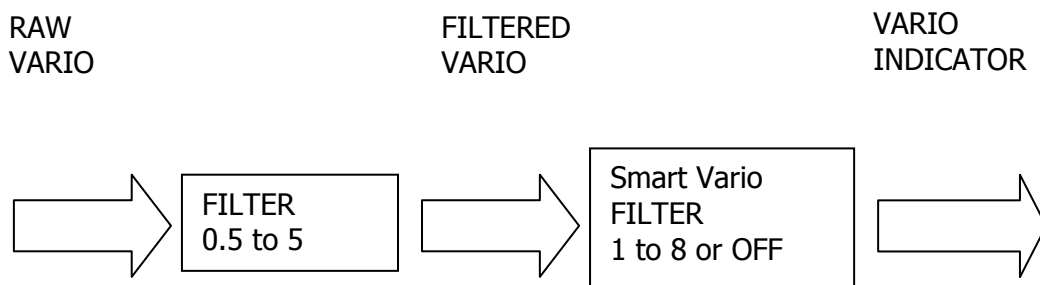 RAW
VARIO
FILTERED
VARIO
VARIO
INDICATOR
FILTER
0.5 to 5
Smart Vario
FILTER
1 to 8 or OFF